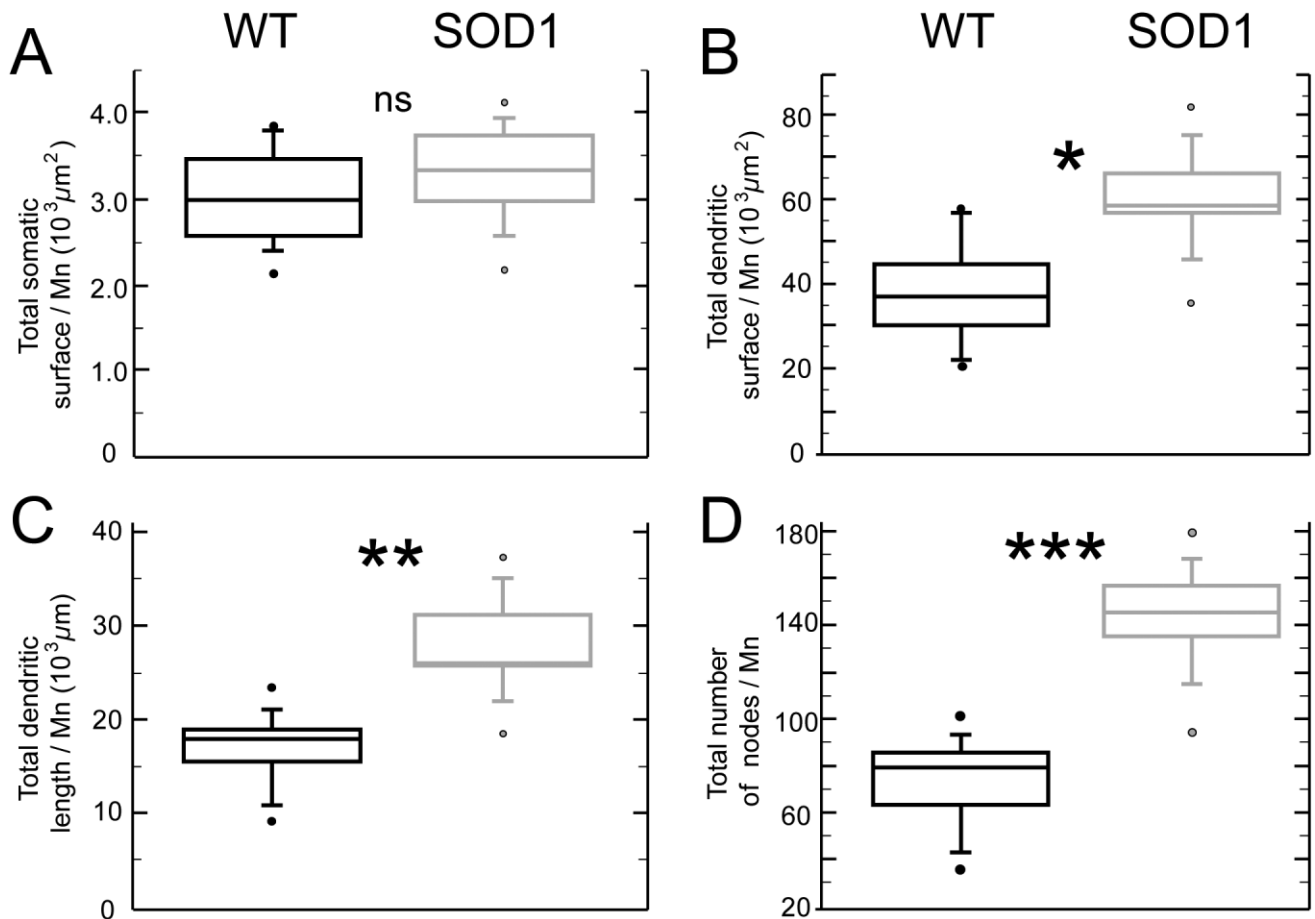 A
WT
SOD1
ns
Total somatic
surface / Mn (10³µm²)
4.0
3.0
2.0
1.0
0
B
WT
SOD1
*
Total dendritic
surface / Mn (10³µm²)
80
60
40
20
0
C
**
Total dendritic
length / Mn (10³µm)
40
30
20
10
0
D
***
Total number
of nodes / Mn
180
140
100
60
20